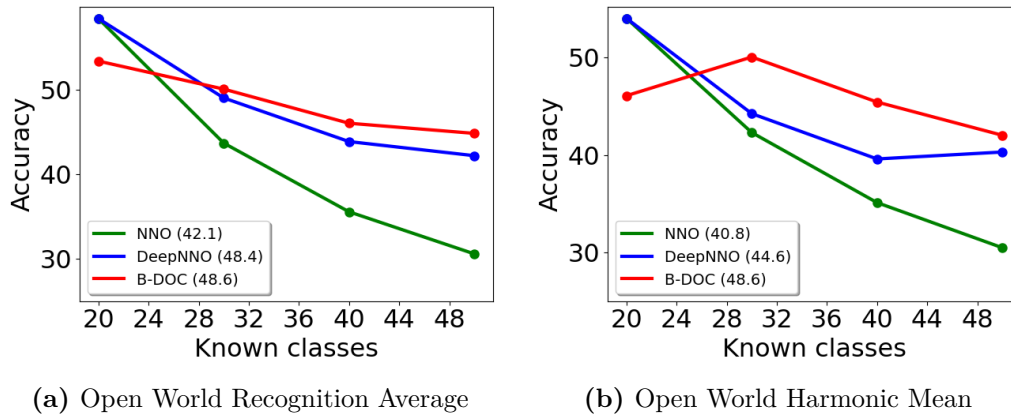 Accuracy
50
40
30
NNO (42.1)
DeepNNO (48.4)
B-DOC (48.6)
20 24 28 32 36 40 44 48
Known classes
(a) Open World Recognition Average
Accuracy
50
40
30
NNO (40.8)
DeepNNO (44.6)
B-DOC (48.6)
20 24 28 32 36 40 44 48
Known classes
(b) Open World Harmonic Mean